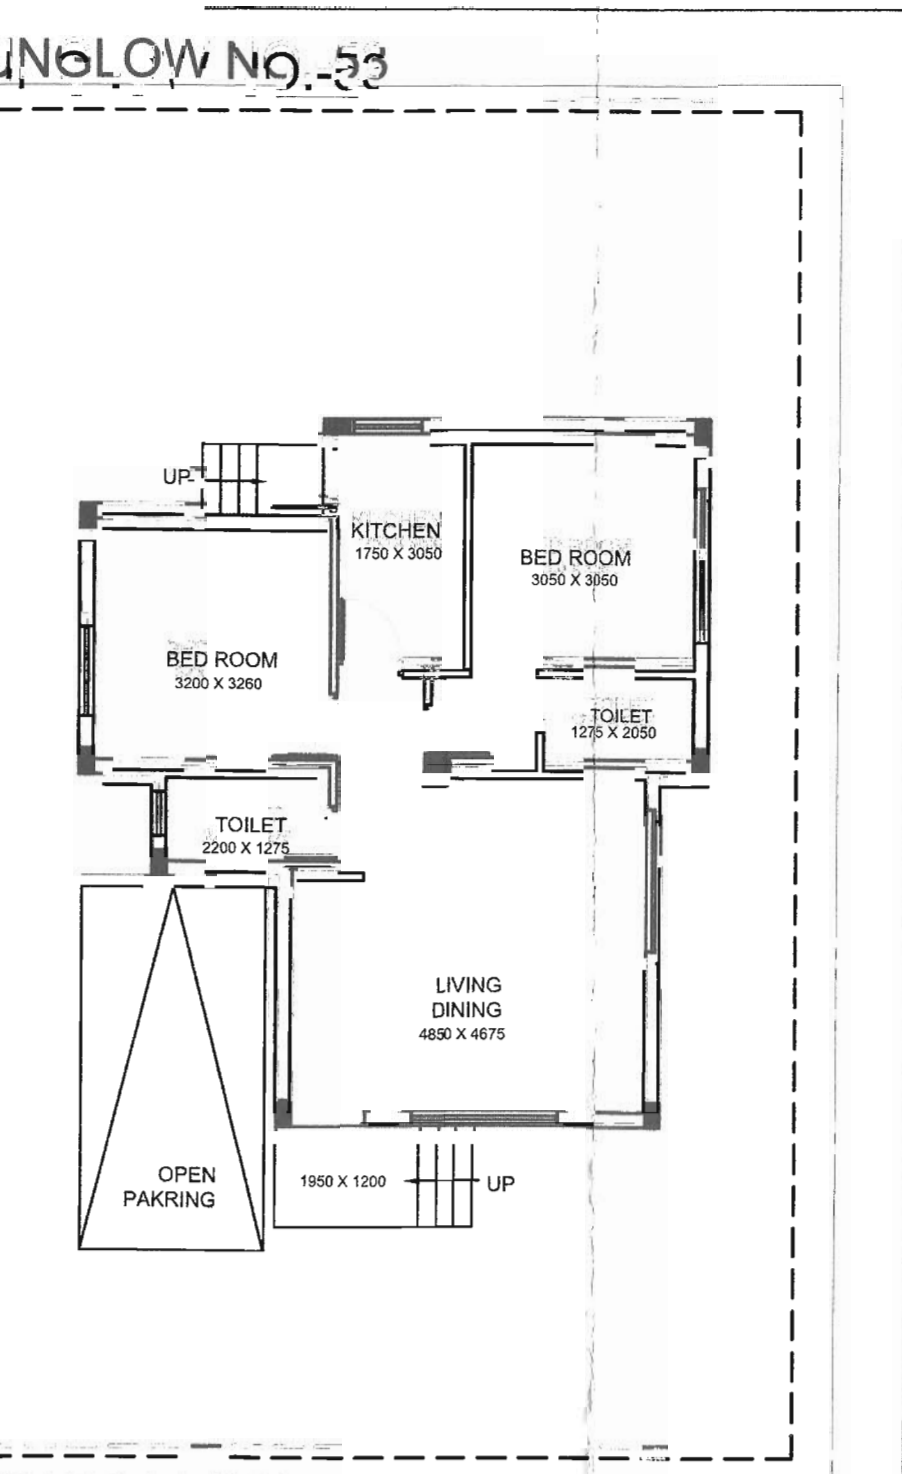 UNGLOW NO.-53
UP
KITCHEN
1750 X 3050
BED ROOM
3050 X 3050
BED ROOM
3200 X 3260
TOILET
1275 X 2050
TOILET
2200 X 1275
LIVING
DINING
4850 X 4675
OPEN
PAKRING
1950 X 1200
UP